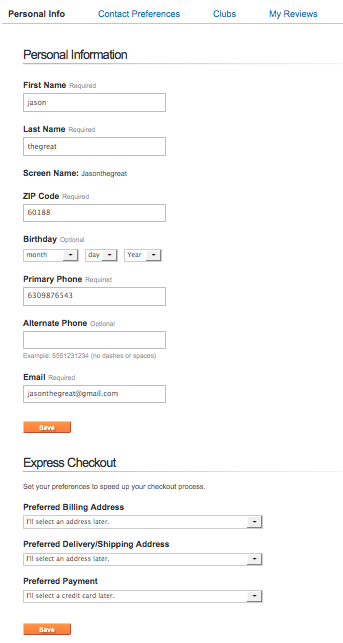 Personal Info Contact Preferences Clubs My Reviews
Personal Information
First Name Required
jason
Last Name Required
thegreat
Screen Name: Jasonthegreat
ZIP Code Required
60188
Birthday Optional
month day Year
Primary Phone Required
6309876543
Alternate Phone Optional
Example: 5551231234 (no dashes or spaces)
Email Required
jasonthegreat@gmail.com
Save
Express Checkout
Set your preferences to speed up your checkout process.
Preferred Billing Address
I'll select an address later.
Preferred Delivery/Shipping Address
I'll select an address later.
Preferred Payment
I'll select a credit card later.
Save